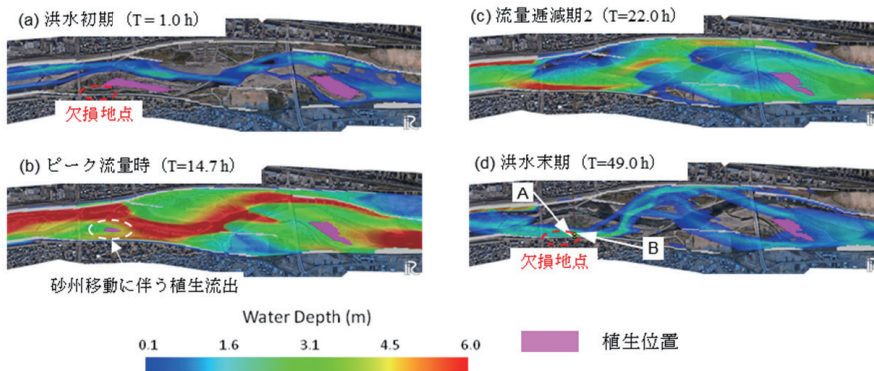 (a) 洪水初期（T = 1.0 h）
欠損地点
(b) ピーク流量時（T=14.7 h）
砂州移動に伴う植生流出
(c) 流量逓減期2（T=22.0 h）
(d) 洪水末期（T=49.0 h）
A
B
欠損地点
Water Depth (m)
0.1 1.6 3.1 4.5 6.0
植生位置